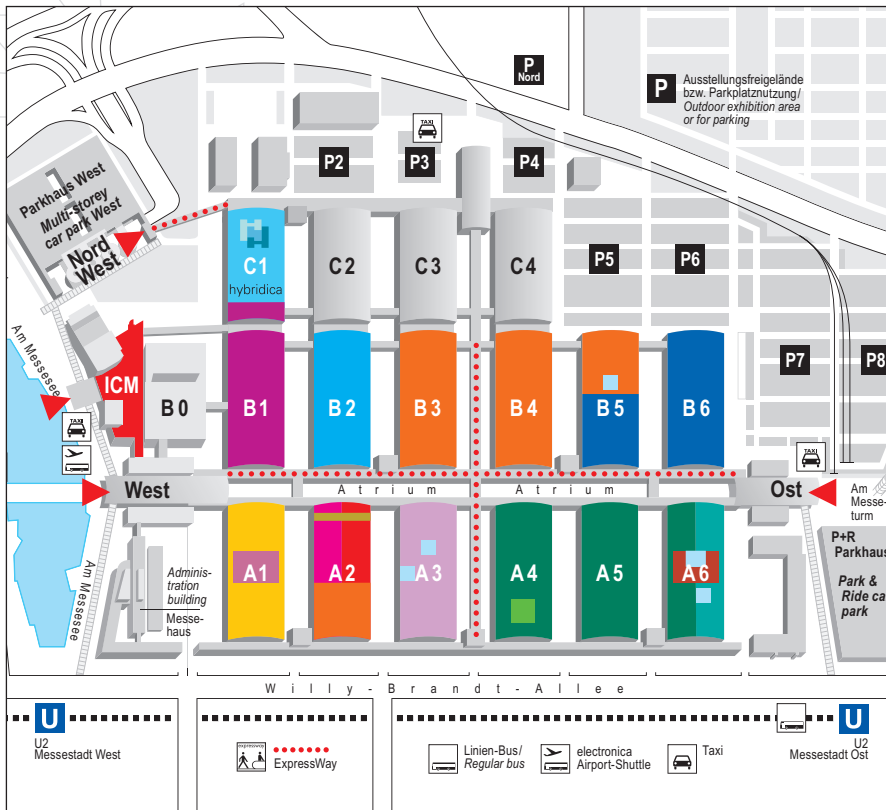 P
Nord
P
Ausstellungsfreigelände
bzw. Parkplatznutzung/
Outdoor exhibition area
or for parking
TAXI
P2
P3
P4
Parkhaus West
Multi-storey
car park West
Nord
West
C1
hybridica
C2
C3
C4
P5
P6
Am Messesee
ICM
B0
B1
B2
B3
B4
B5
B6
P7
P8
TAXI
TAXI
West
Atrium
Atrium
Ost
Am
Messe-
turm
A1
A2
A3
A4
A5
A6
P+R
Parkhaus
Park &
Ride ca
park
Am Messesee
Adminis-
tration
building
Messe-
haus
Willy-Brandt-Allee
U
U2
Messestadt West
expressway
ExpressWay
Linien-Bus/
Regular bus
electronica
Airport-Shuttle
Taxi
U
U2
Messestadt Ost